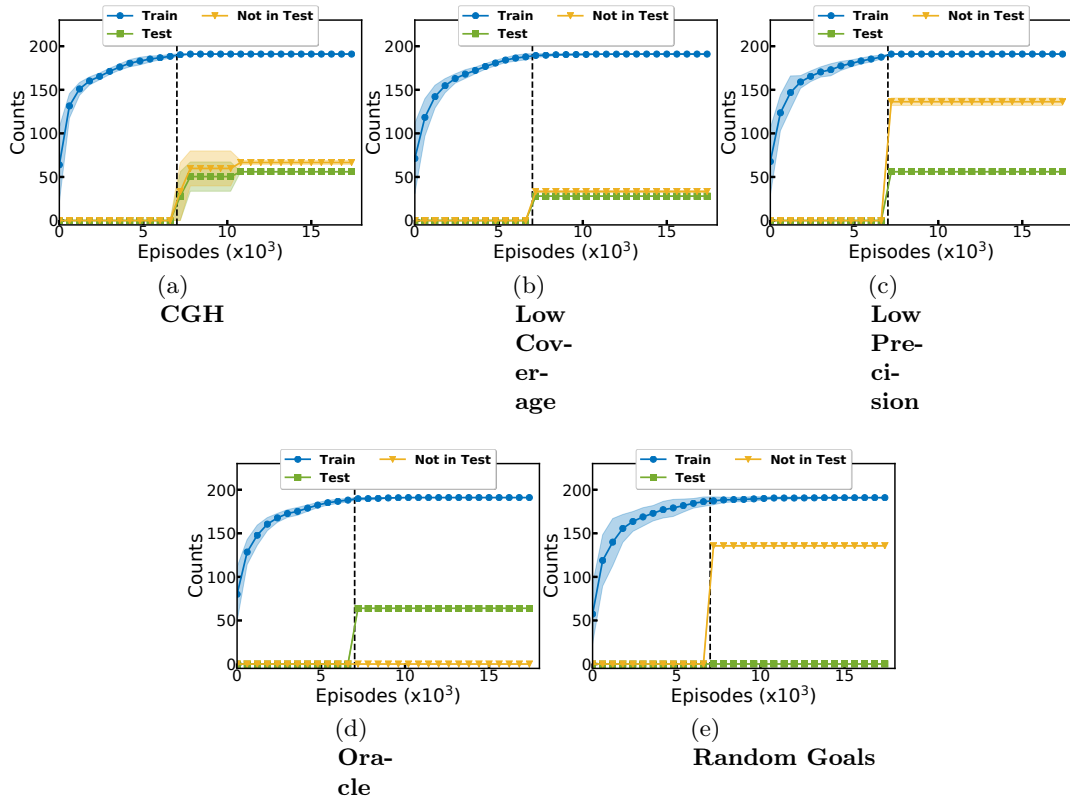 Train Not in Test
Test
Train Not in Test
Test
Train Not in Test
Test
200
150
100
50
0
Counts
0 5 10 15
Episodes (x10³)
200
150
100
50
0
Counts
0 5 10 15
Episodes (x10³)
200
150
100
50
0
Counts
0 5 10 15
Episodes (x10³)
(a)
CGH
(b)
Low
Cov-
er-
age
(c)
Low
Pre-
ci-
sion
Train Not in Test
Test
Train Not in Test
Test
200
150
100
50
0
Counts
0 5 10 15
Episodes (x10³)
200
150
100
50
0
Counts
0 5 10 15
Episodes (x10³)
(d)
Ora-
cle
(e)
Random Goals